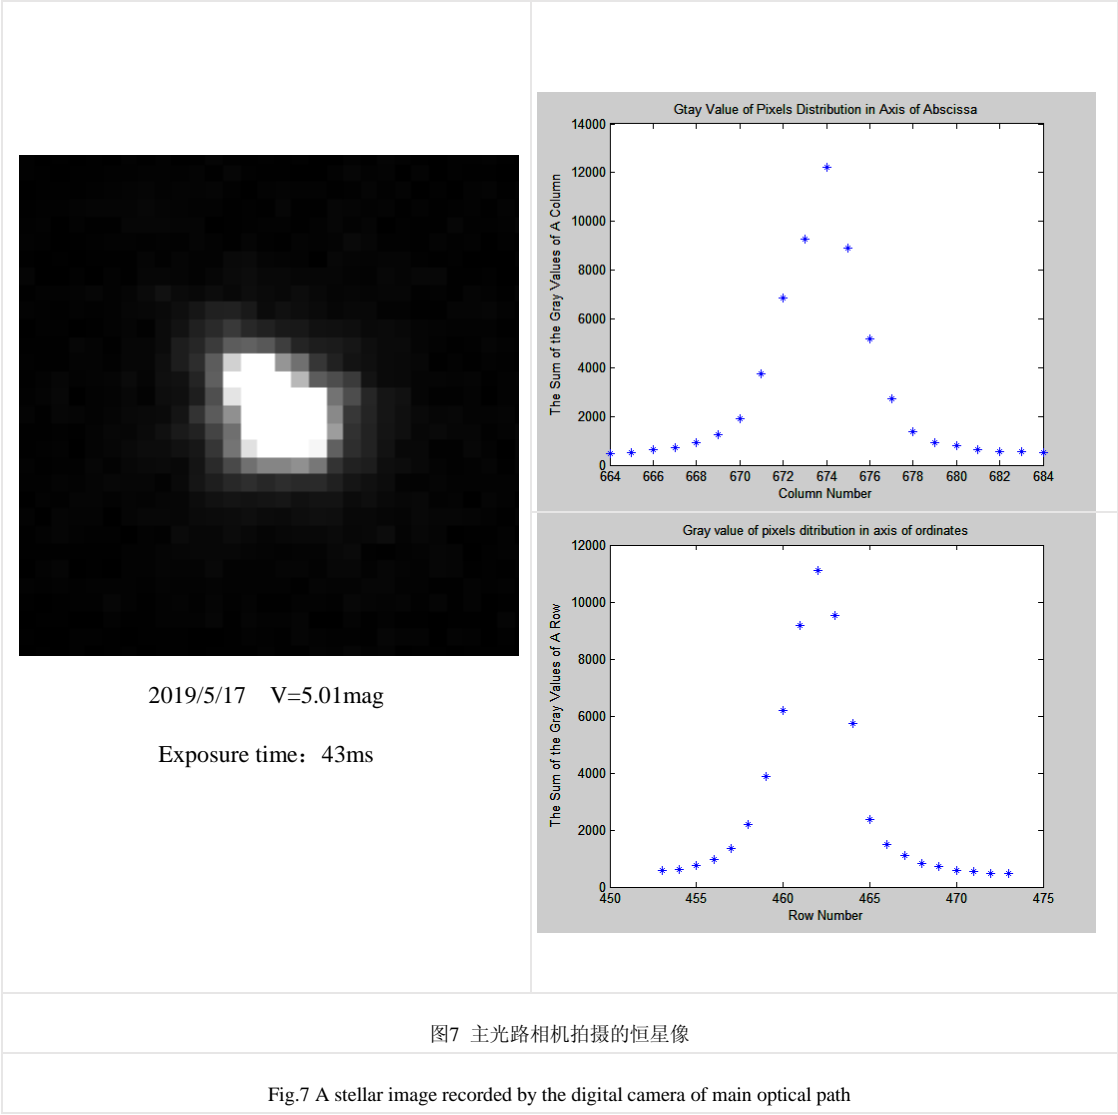 2019/5/17 V=5.01mag
Exposure time：43ms
Gtay Value of Pixels Distribution in Axis of Abscissa
The Sum of the Gray Values of A Column
14000
12000
10000
8000
6000
4000
2000
0
664 666 668 670 672 674 676 678 680 682 684
Column Number
Gray value of pixels ditribution in axis of ordinates
The Sum of the Gray Values of A Row
12000
10000
8000
6000
4000
2000
0
450 455 460 465 470 475
Row Number
图7 主光路相机拍摄的恒星像
Fig.7 A stellar image recorded by the digital camera of main optical path